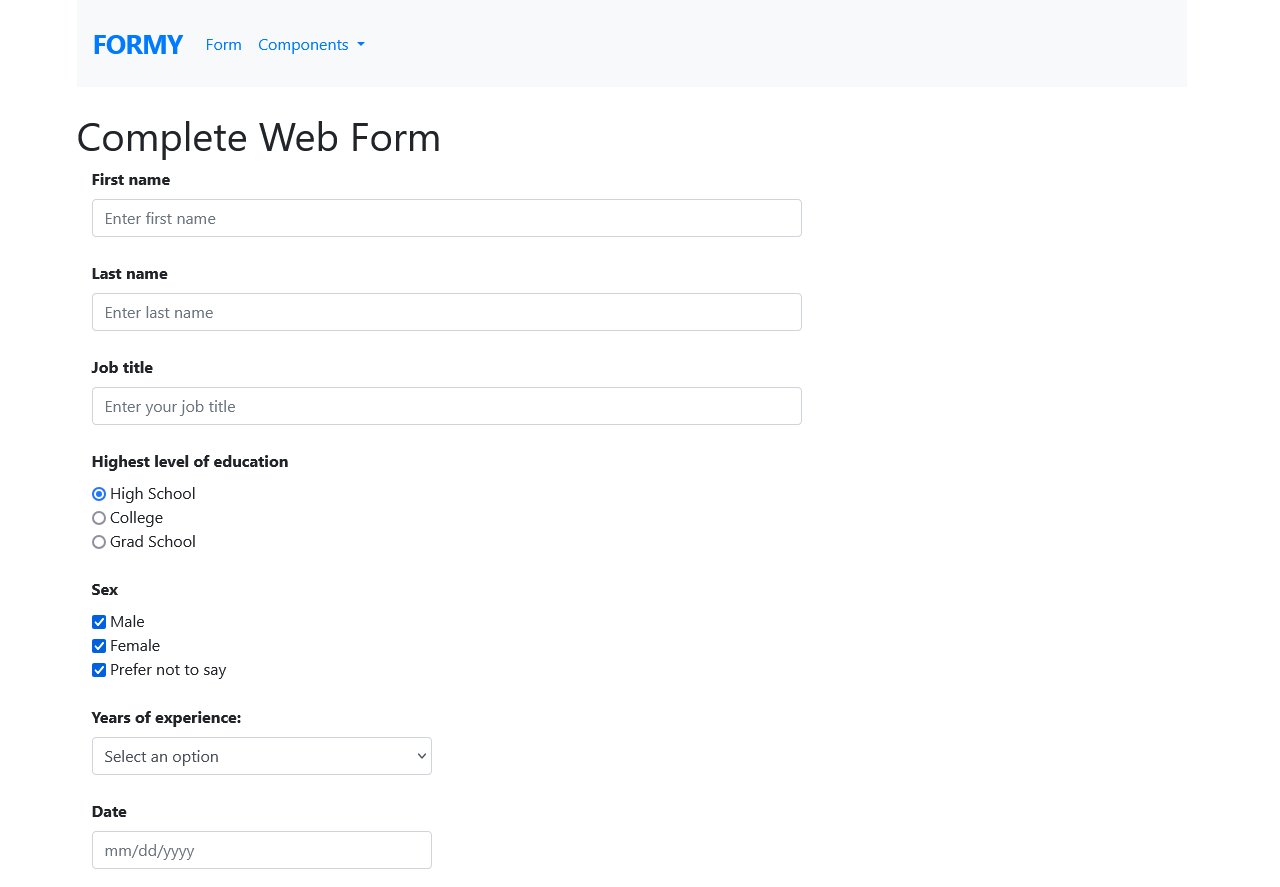 FORMY Form Components
Complete Web Form
First name
Enter first name
Last name
Enter last name
Job title
Enter your job title
Highest level of education
High School
College
Grad School
Sex
Male
Female
Prefer not to say
Years of experience:
Select an option
Date
mm/dd/yyyy